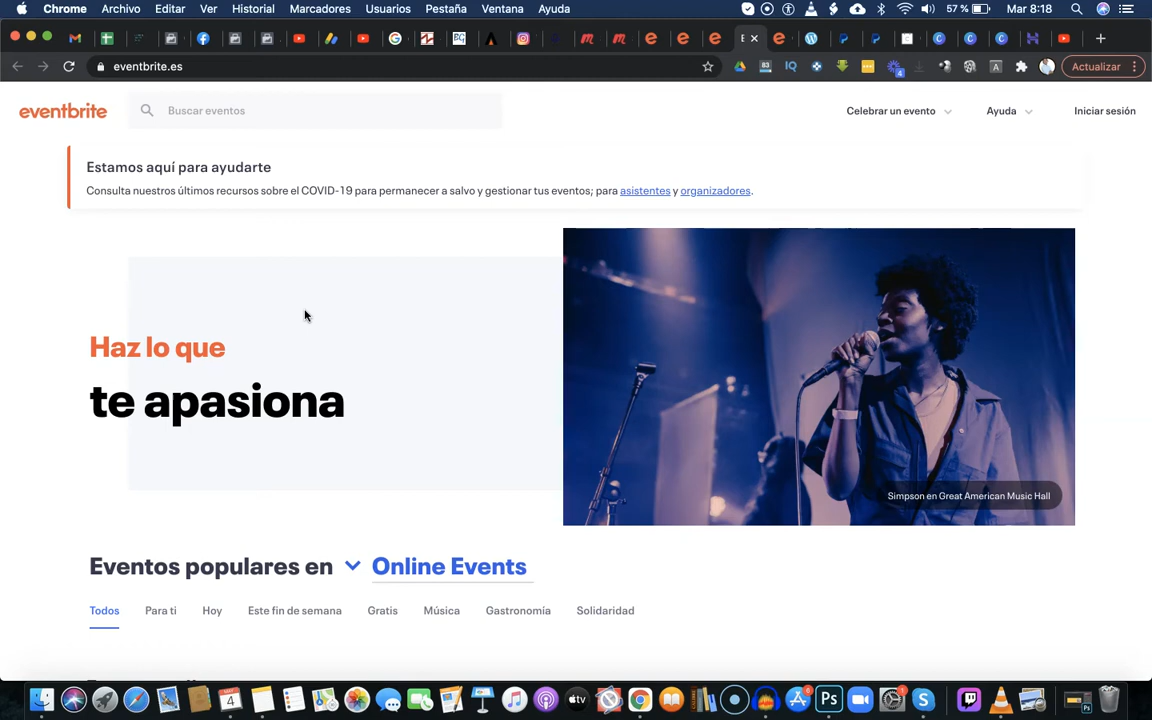 Chrome Archivo Editar Ver Historial Marcadores Usuarios Pestaña Ventana Ayuda 57 % Mar 8:18
eventbrite.es Actualizar
eventbrite Buscar eventos Celebrar un evento Ayuda Iniciar sesión
Estamos aquí para ayudarte
Consulta nuestros últimos recursos sobre el COVID-19 para permanecer a salvo y gestionar tus eventos; para asistentes y organizadores.
Haz lo que
te apasiona
Simpson en Great American Music Hall
Eventos populares en Online Events
Todos Para ti Hoy Este fin de semana Gratis Música Gastronomía Solidaridad